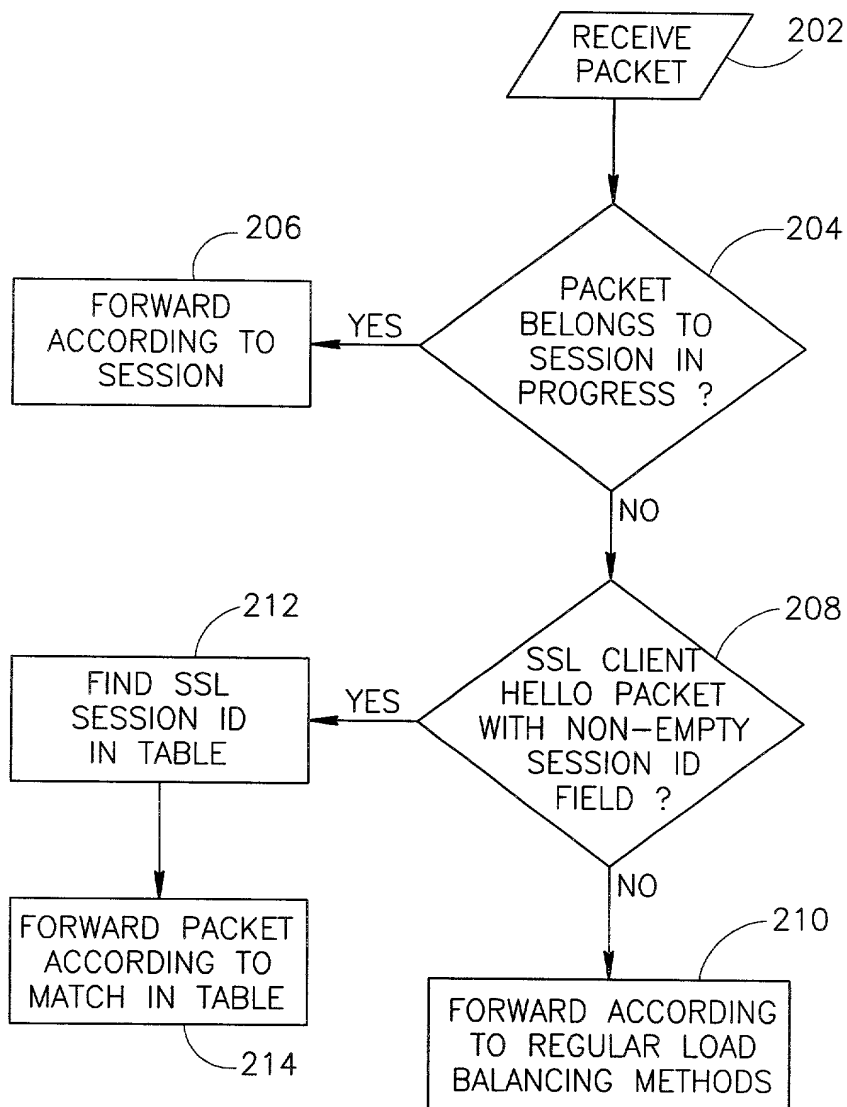 RECEIVE
PACKET
202
204
PACKET
BELONGS TO
SESSION IN
PROGRESS ?
YES
206
FORWARD
ACCORDING TO
SESSION
NO
208
SSL CLIENT
HELLO PACKET
WITH NON-EMPTY
SESSION ID
FIELD ?
YES
212
FIND SSL
SESSION ID
IN TABLE
FORWARD PACKET
ACCORDING TO
MATCH IN TABLE
214
NO
210
FORWARD ACCORDING
TO REGULAR LOAD
BALANCING METHODS